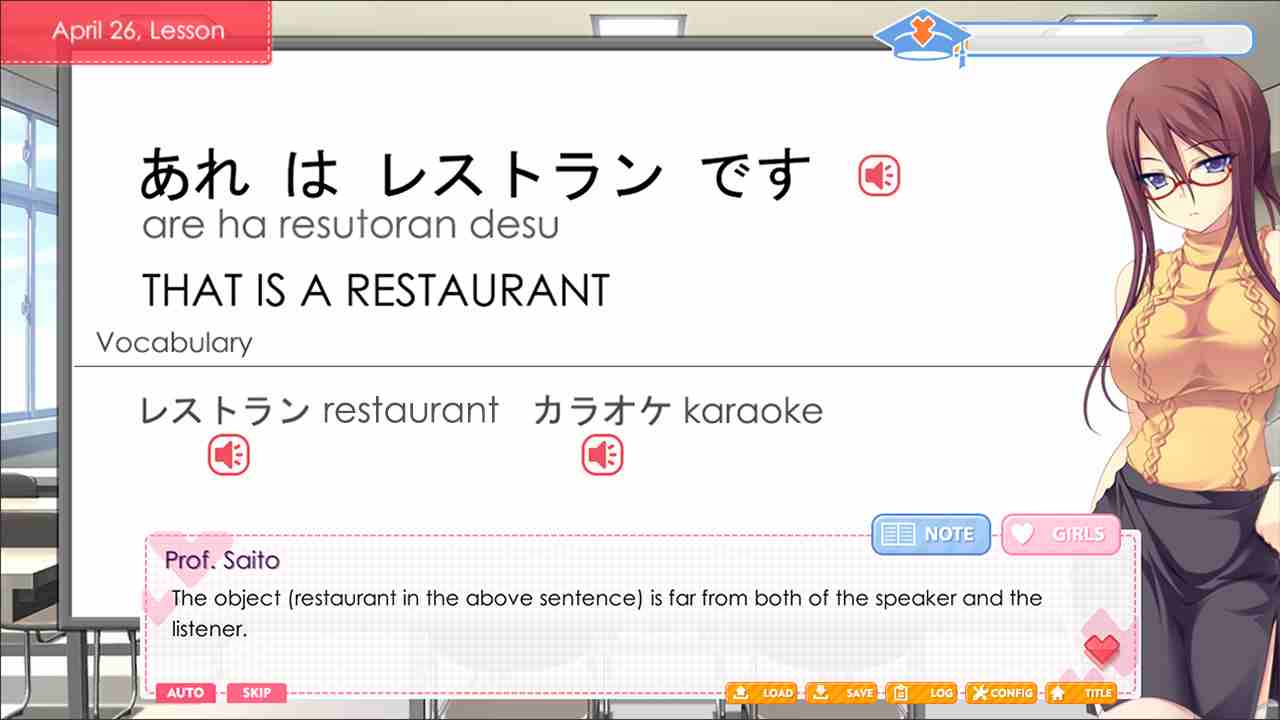 April 26, Lesson
あれ は レストラン です
are ha resutoran desu
THAT IS A RESTAURANT
Vocabulary
レストラン restaurant カラオケ karaoke
NOTE GIRLS
Prof. Saito
The object (restaurant in the above sentence) is far from both of the speaker and the
listener.
AUTO SKIP LOAD SAVE LOG CONFIG TITLE